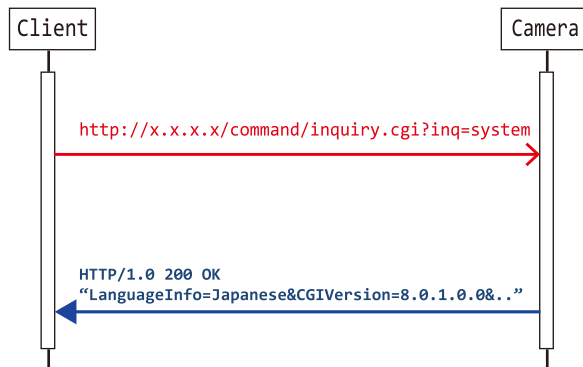 Client
Camera
http://x.x.x.x/command/inquiry.cgi?inq=system
HTTP/1.0 200 OK
“LanguageInfo=Japanese&CGIVersion=8.0.1.0.0&..”